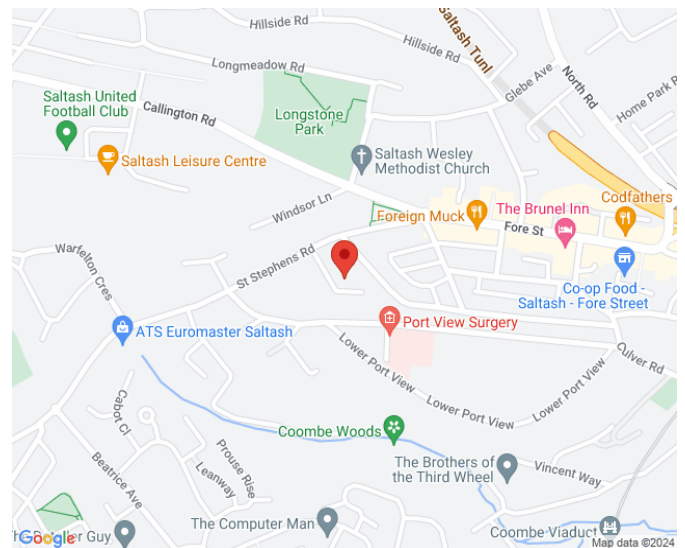 Hillside Rd
Hillside Rd
Saltash Tunl
Longmeadow Rd
Glebe Ave
North Rd
Home Park R
Saltash United
Football Club
Callington Rd
Longstone
Park
Saltash Leisure Centre
Saltash Wesley
Methodist Church
Windsor Ln
Foreign Muck
The Brunel Inn
Codfathers
Fore St
Warfelton Cres
St Stephens Rd
Co-op Food -
Saltash - Fore Street
ATS Euromaster Saltash
Port View Surgery
Culver Rd
Lower Port View
Lower Port View
Lower Port View
Cabot Cl
Coombe Woods
Beatrice Ave
Prouse Rise
Leanway
The Brothers of
the Third Wheel
Vincent Way
The Computer Man
Guy
Coombe Viaduct
Google
Map data ©2024